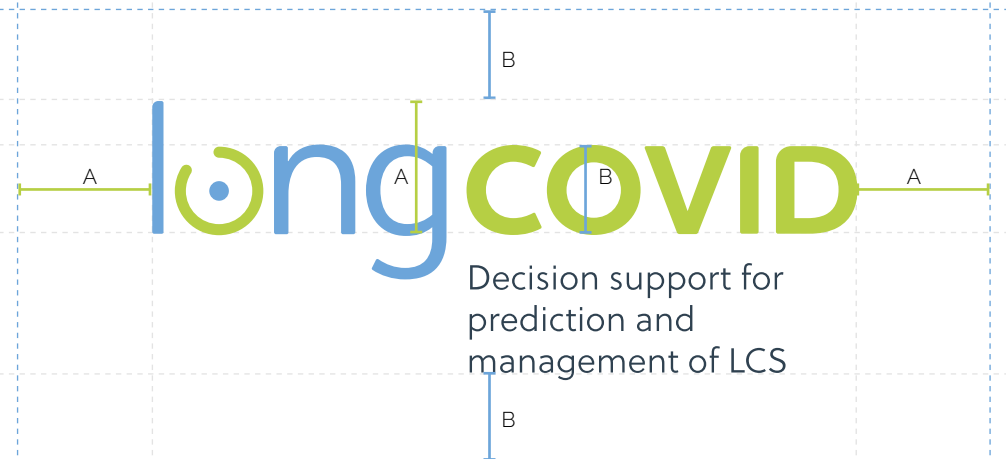 B
A
longcovid
A
B
A
Decision support for
prediction and
management of LCS
B